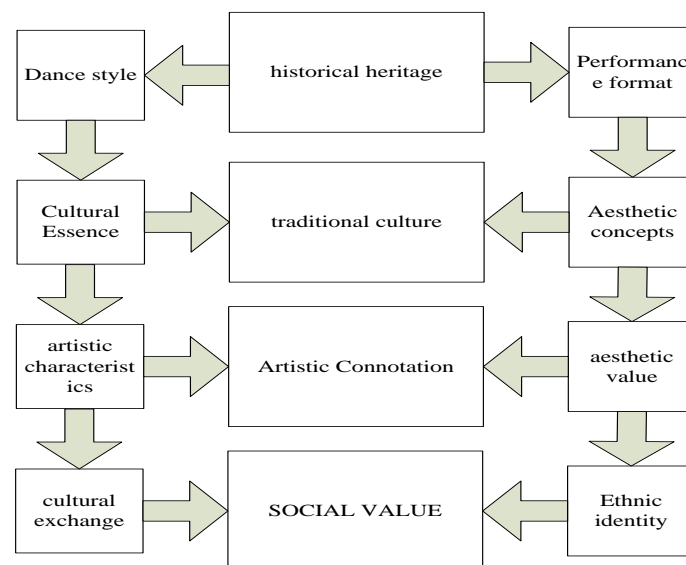 Dance style
historical heritage
Performanc
e format
Cultural
Essence
traditional culture
Aesthetic
concepts
artistic
characterist
ics
Artistic Connotation
aesthetic
value
cultural
exchange
SOCIAL VALUE
Ethnic
identity